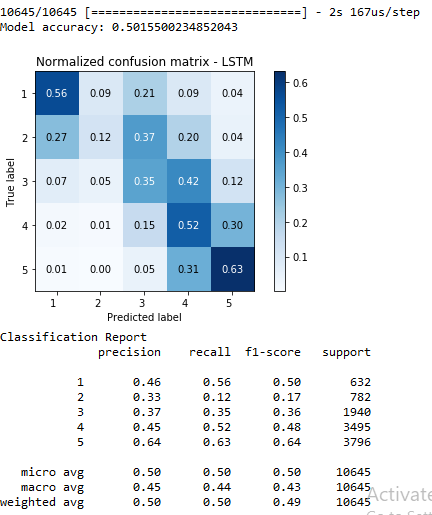 10645/10645 [==============================] - 2s 167us/step
Model accuracy: 0.5015500234852043
Normalized confusion matrix - LSTM
1 0.56 0.09 0.21 0.09 0.04
2 0.27 0.12 0.37 0.20 0.04
3 0.07 0.05 0.35 0.42 0.12
4 0.02 0.01 0.15 0.52 0.30
5 0.01 0.00 0.05 0.31 0.63
1 2 3 4 5
True label
Predicted label
0.6
0.5
0.4
0.3
0.2
0.1
Classification Report
precision recall f1-score support
1 0.46 0.56 0.50 632
2 0.33 0.12 0.17 782
3 0.37 0.35 0.36 1940
4 0.45 0.52 0.48 3495
5 0.64 0.63 0.64 3796
micro avg 0.50 0.50 0.50 10645
macro avg 0.45 0.44 0.43 10645
weighted avg 0.50 0.50 0.49 10645
Activate